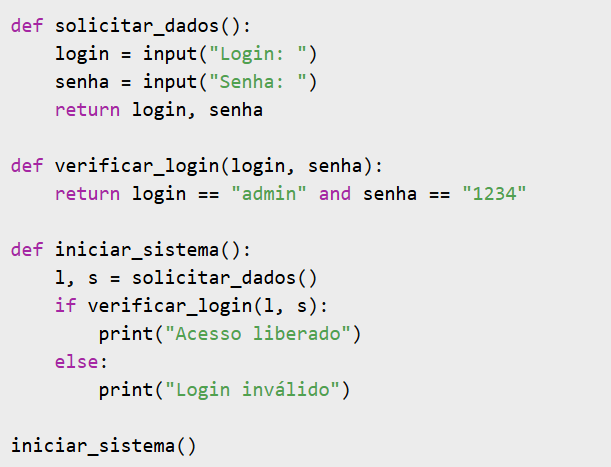 def solicitar_dados():
    login = input("Login: ")
    senha = input("Senha: ")
    return login, senha

def verificar_login(login, senha):
    return login == "admin" and senha == "1234"

def iniciar_sistema():
    l, s = solicitar_dados()
    if verificar_login(l, s):
        print("Acesso liberado")
    else:
        print("Login inválido")

iniciar_sistema()